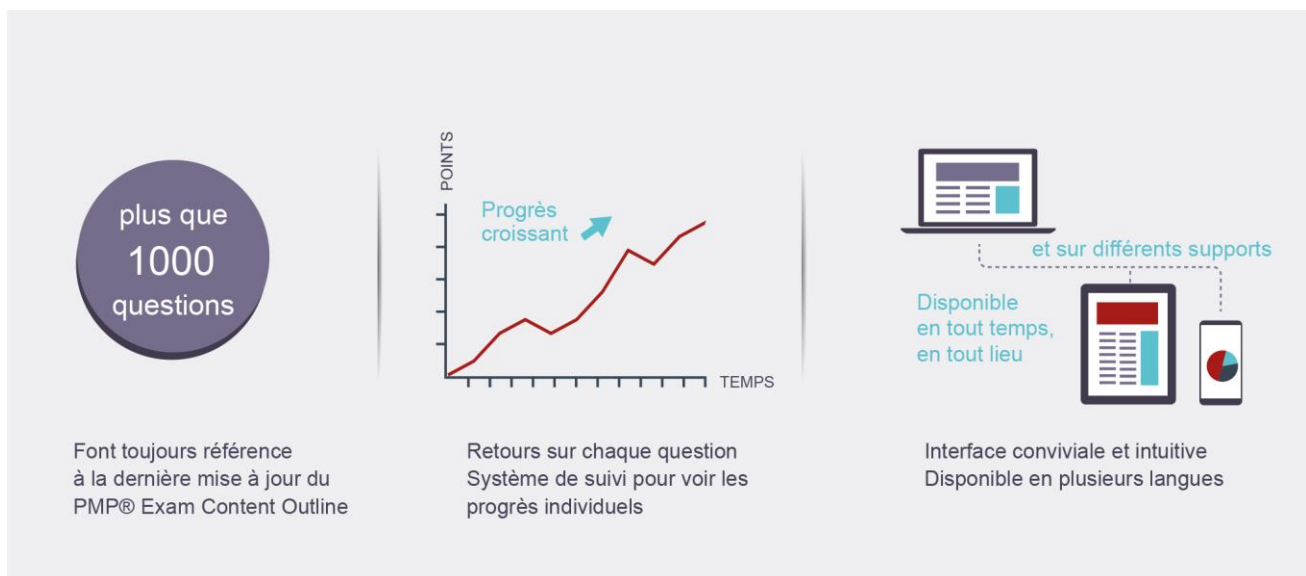 plus que
1000
questions
Font toujours référence
à la dernière mise à jour du
PMP® Exam Content Outline
POINTS
Progrès
croissant
TEMPS
Retours sur chaque question
Système de suivi pour voir les
progrès individuels
et sur différents supports
Disponible
en tout temps,
en tout lieu
Interface conviviale et intuitive
Disponible en plusieurs langues